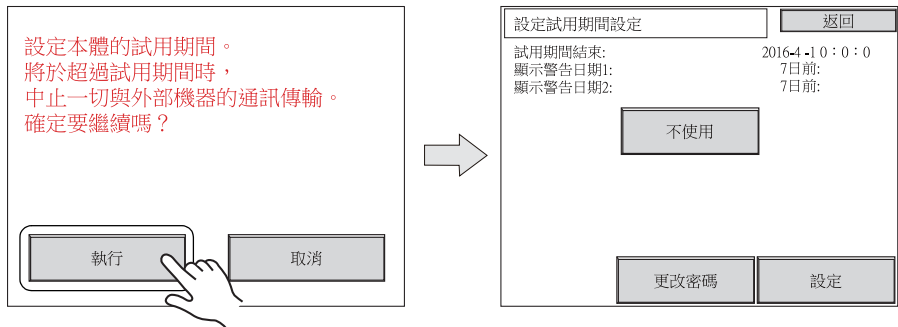 設定本體的試用期間。
將於超過試用期間時，
中止一切與外部機器的通訊傳輸。
確定要繼續嗎？
執行
取消
設定試用期間設定
返回
試用期間結束: 2016-4 -1 0：0：0
顯示警告日期1: 7日前:
顯示警告日期2: 7日前:
不使用
更改密碼
設定